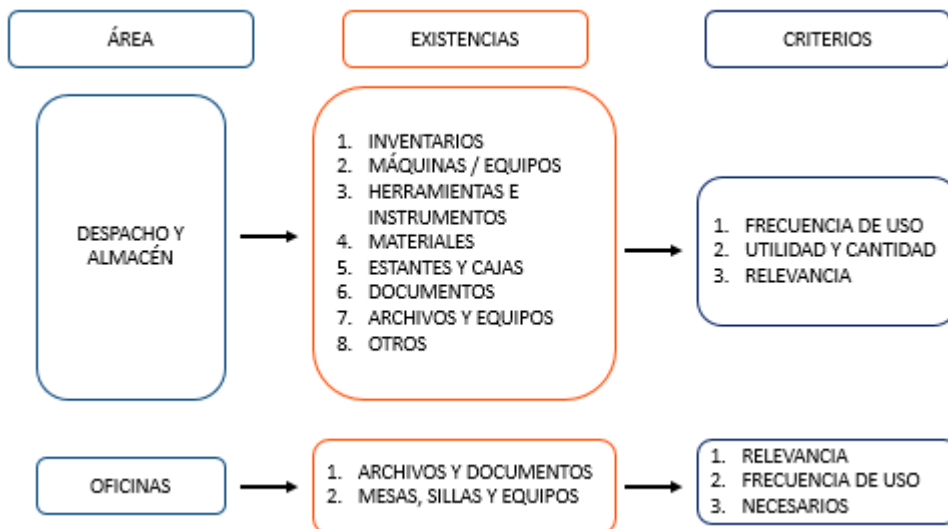 ÁREA
EXISTENCIAS
CRITERIOS
DESPACHO Y
ALMACÉN
1. INVENTARIOS
2. MÁQUINAS / EQUIPOS
3. HERRAMIENTAS E
INSTRUMENTOS
4. MATERIALES
5. ESTANTES Y CAJAS
6. DOCUMENTOS
7. ARCHIVOS Y EQUIPOS
8. OTROS
1. FRECUENCIA DE USO
2. UTILIDAD Y CANTIDAD
3. RELEVANCIA
OFICINAS
1. ARCHIVOS Y DOCUMENTOS
2. MESAS, SILLAS Y EQUIPOS
1. RELEVANCIA
2. FRECUENCIA DE USO
3. NECESARIOS